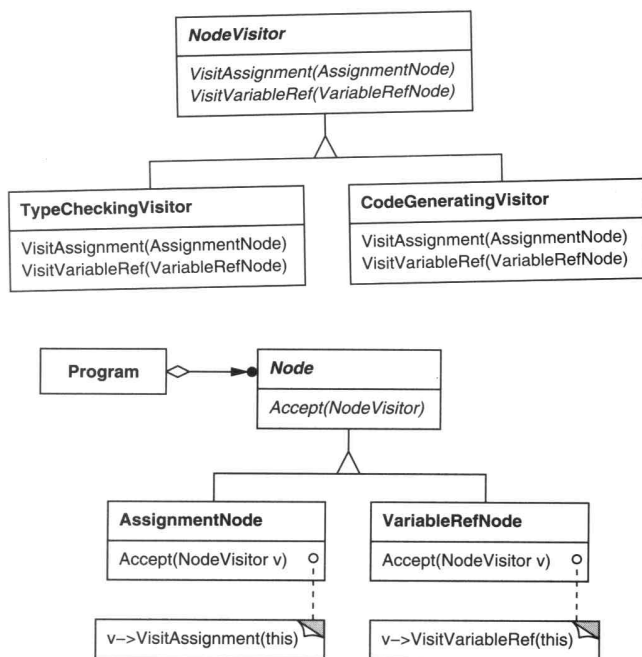 NodeVisitor
VisitAssignment(AssignmentNode)
VisitVariableRef(VariableRefNode)
TypeCheckingVisitor
VisitAssignment(AssignmentNode)
VisitVariableRef(VariableRefNode)
CodeGeneratingVisitor
VisitAssignment(AssignmentNode)
VisitVariableRef(VariableRefNode)
Program
Node
Accept(NodeVisitor)
AssignmentNode
Accept(NodeVisitor v)
VariableRefNode
Accept(NodeVisitor v)
v–>VisitAssignment(this)
v–>VisitVariableRef(this)